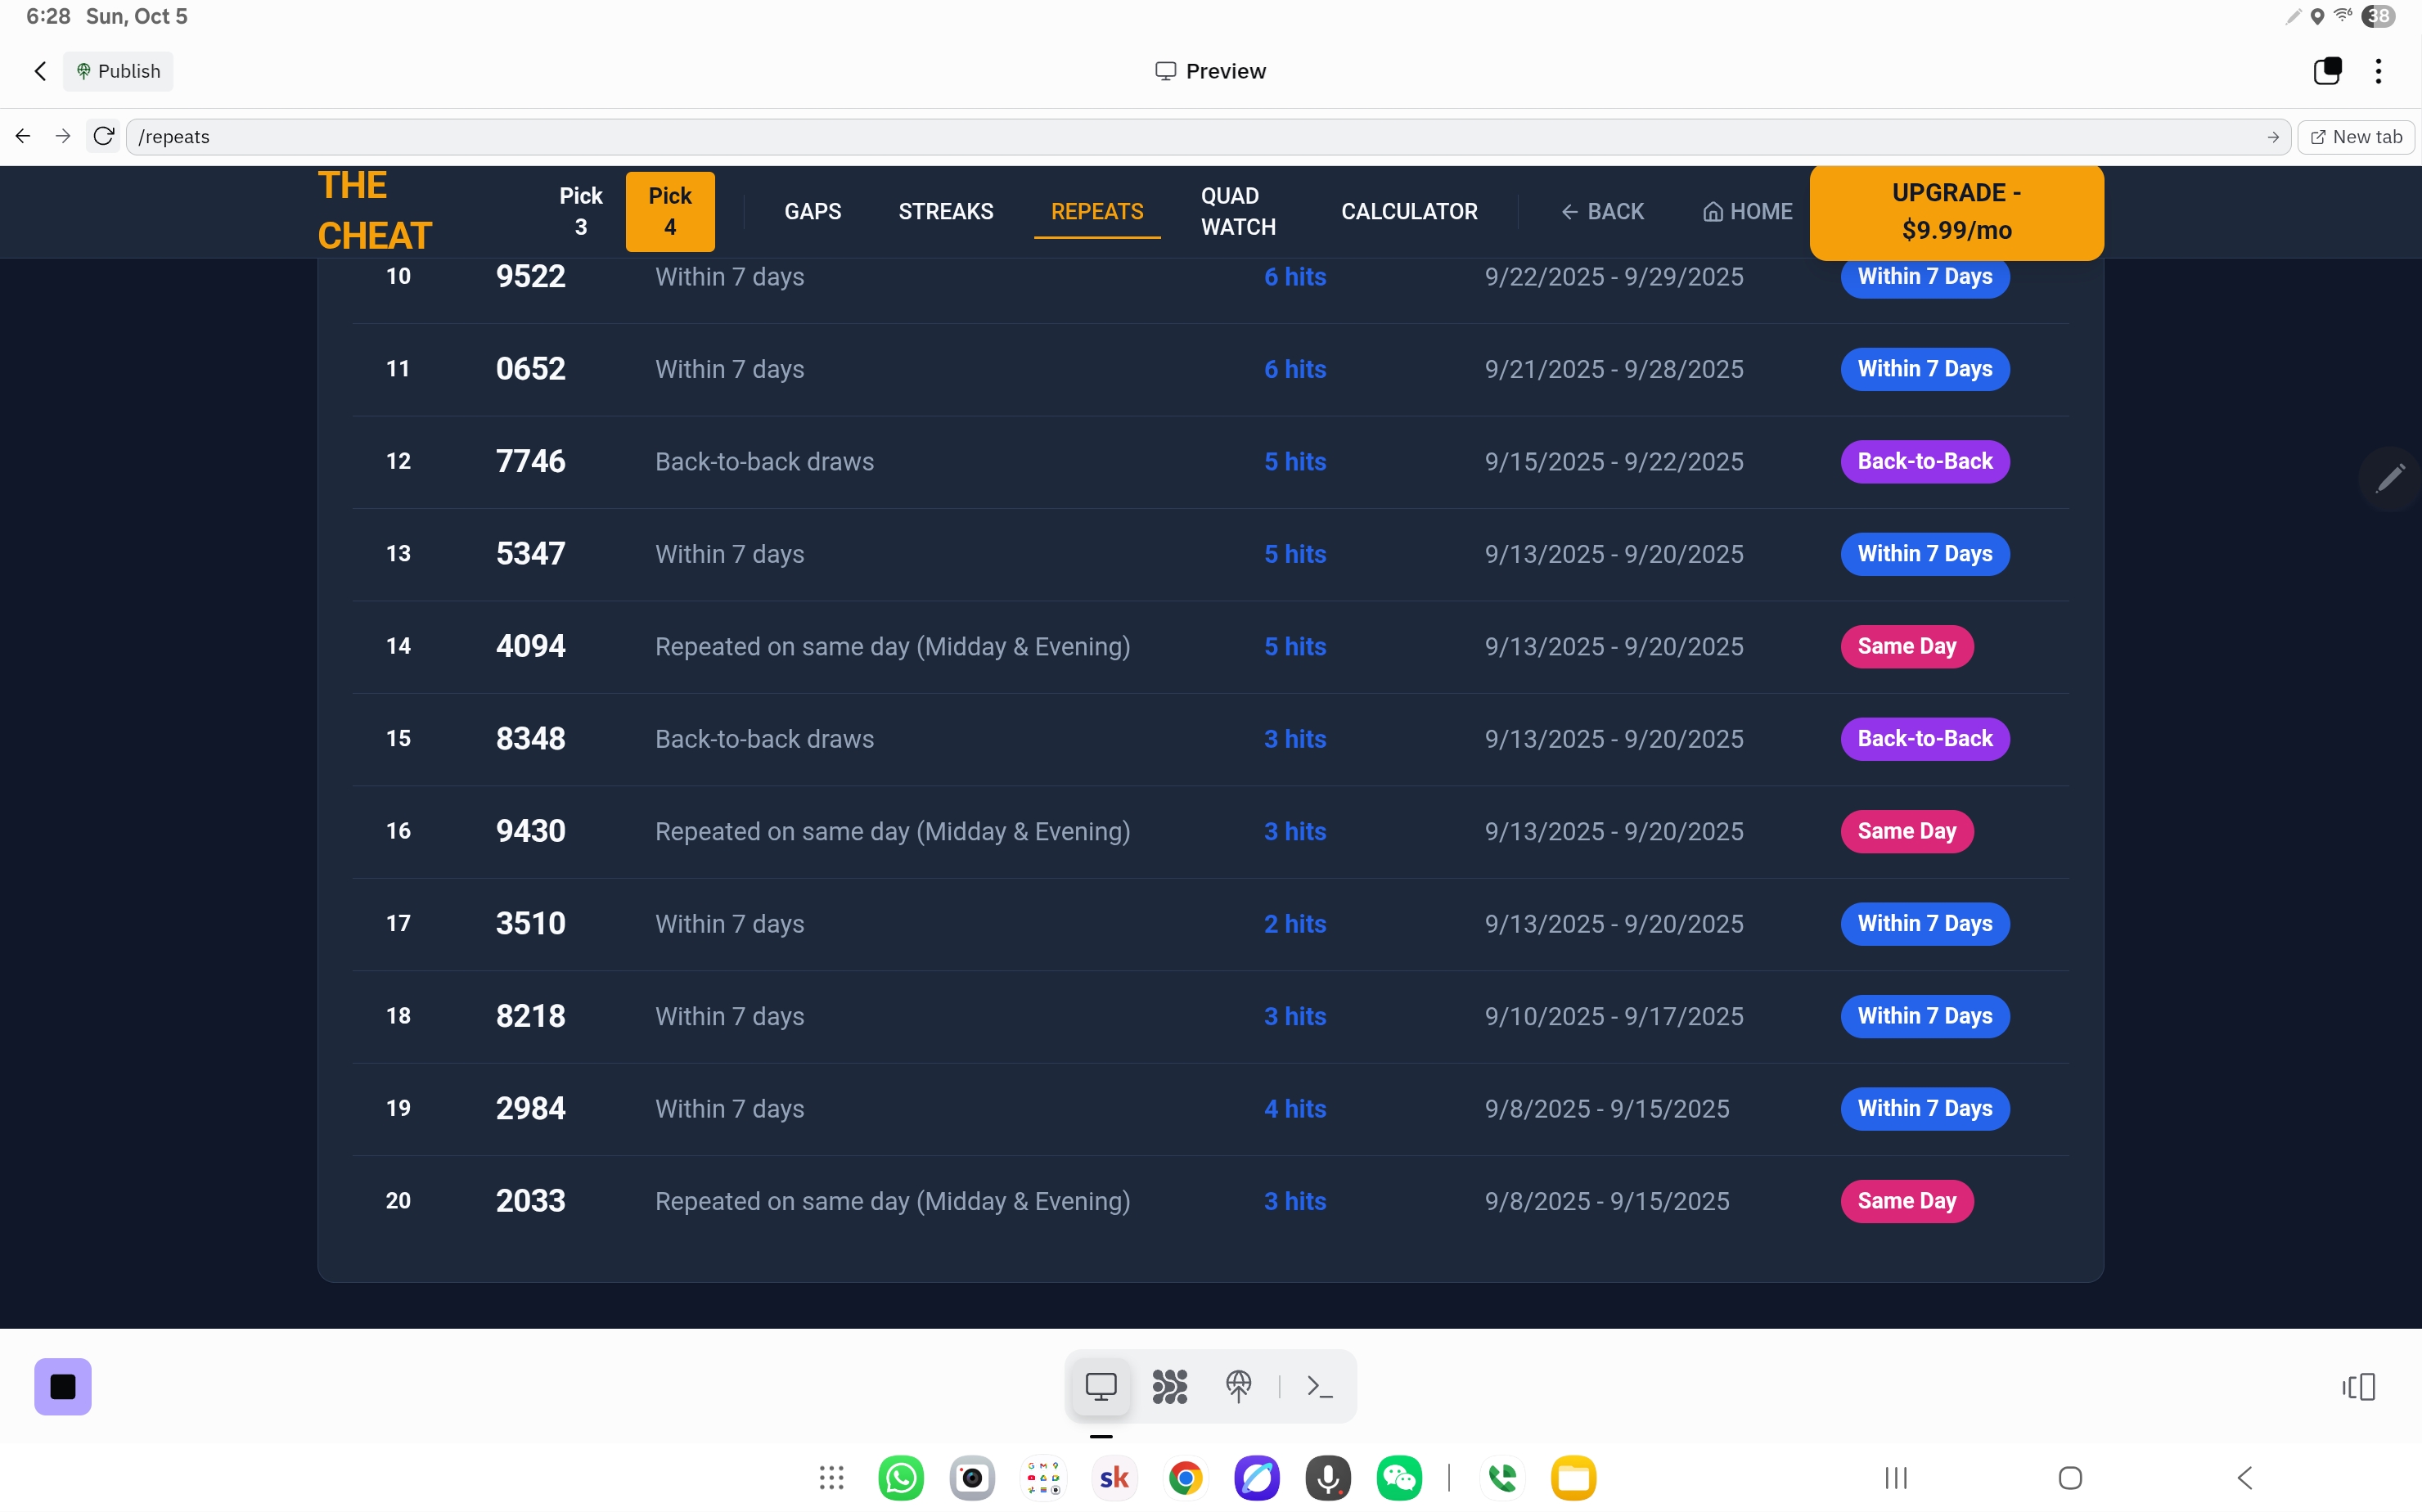 6:28 Sun, Oct 5
38
Publish
Preview
/repeats
New tab
THE
CHEAT
Pick
3
Pick
4
GAPS
STREAKS
REPEATS
QUAD
WATCH
CALCULATOR
BACK
HOME
UPGRADE -
$9.99/mo
10 9522 Within 7 days 6 hits 9/22/2025 - 9/29/2025 Within 7 Days
11 0652 Within 7 days 6 hits 9/21/2025 - 9/28/2025 Within 7 Days
12 7746 Back-to-back draws 5 hits 9/15/2025 - 9/22/2025 Back-to-Back
13 5347 Within 7 days 5 hits 9/13/2025 - 9/20/2025 Within 7 Days
14 4094 Repeated on same day (Midday & Evening) 5 hits 9/13/2025 - 9/20/2025 Same Day
15 8348 Back-to-back draws 3 hits 9/13/2025 - 9/20/2025 Back-to-Back
16 9430 Repeated on same day (Midday & Evening) 3 hits 9/13/2025 - 9/20/2025 Same Day
17 3510 Within 7 days 2 hits 9/13/2025 - 9/20/2025 Within 7 Days
18 8218 Within 7 days 3 hits 9/10/2025 - 9/17/2025 Within 7 Days
19 2984 Within 7 days 4 hits 9/8/2025 - 9/15/2025 Within 7 Days
20 2033 Repeated on same day (Midday & Evening) 3 hits 9/8/2025 - 9/15/2025 Same Day
sk